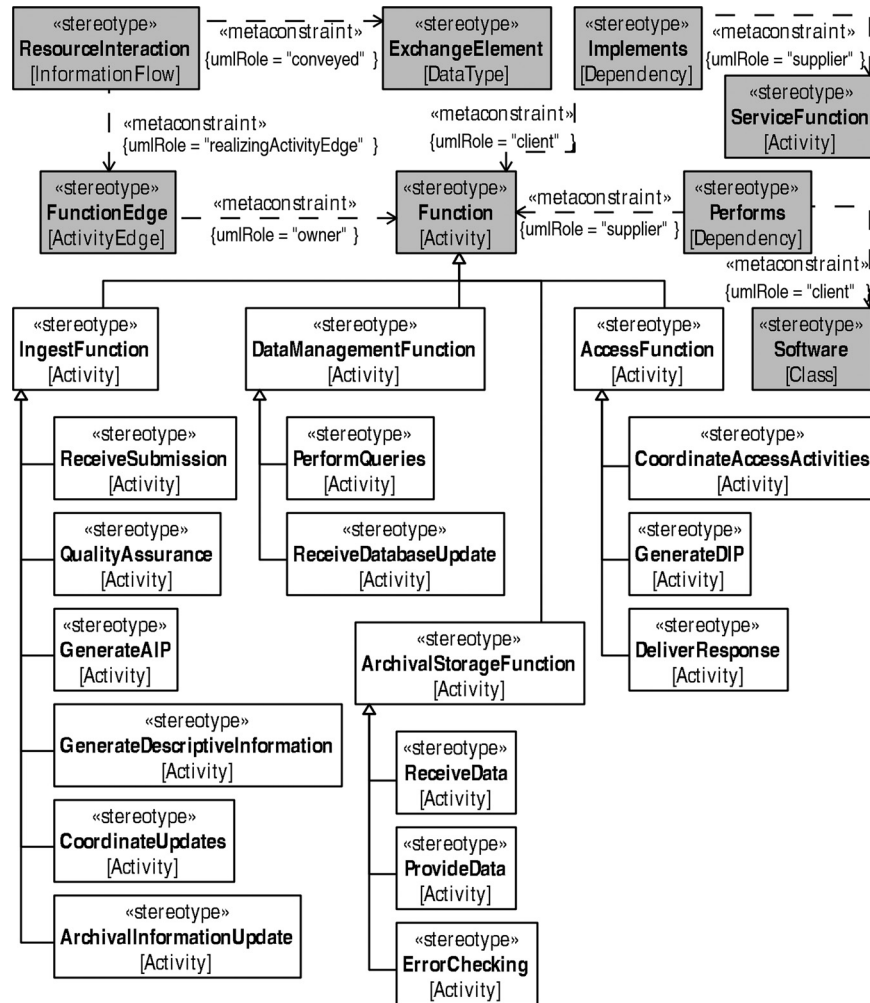 «stereotype»
ResourceInteraction
[InformationFlow]
«metaconstraint»
{umlRole = "conveyed" }
«stereotype»
ExchangeElement
[DataType]
«stereotype»
Implements
[Dependency]
«metaconstraint»
{umlRole = "supplier" }
«stereotype»
ServiceFunction
[Activity]
«metaconstraint»
{umlRole = "realizingActivityEdge" }
«metaconstraint»
{umlRole = "client" }
«stereotype»
FunctionEdge
[ActivityEdge]
«metaconstraint»
{umlRole = "owner" }
«stereotype»
Function
[Activity]
«metaconstraint»
{umlRole = "supplier" }
«stereotype»
Performs
[Dependency]
«metaconstraint»
{umlRole = "client" }
«stereotype»
IngestFunction
[Activity]
«stereotype»
DataManagementFunction
[Activity]
«stereotype»
AccessFunction
[Activity]
«stereotype»
Software
[Class]
«stereotype»
ReceiveSubmission
[Activity]
«stereotype»
PerformQueries
[Activity]
«stereotype»
CoordinateAccessActivities
[Activity]
«stereotype»
QualityAssurance
[Activity]
«stereotype»
ReceiveDatabaseUpdate
[Activity]
«stereotype»
GenerateDIP
[Activity]
«stereotype»
GenerateAIP
[Activity]
«stereotype»
ArchivalStorageFunction
[Activity]
«stereotype»
DeliverResponse
[Activity]
«stereotype»
GenerateDescriptiveInformation
[Activity]
«stereotype»
ReceiveData
[Activity]
«stereotype»
CoordinateUpdates
[Activity]
«stereotype»
ProvideData
[Activity]
«stereotype»
ArchivalInformationUpdate
[Activity]
«stereotype»
ErrorChecking
[Activity]